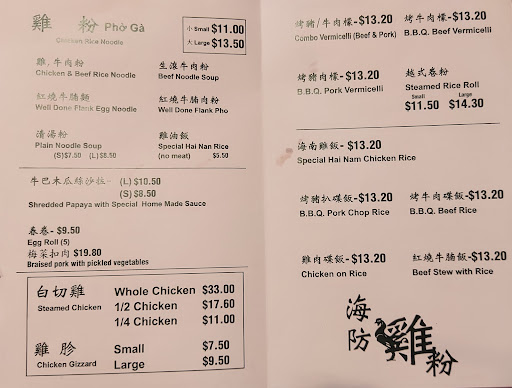 雞 粉 Phở Gà
Chicken Rice Noodle
小 Small $11.00
大 Large $13.50
雞,牛肉粉
Chicken & Beef Rice Noodle
生滾牛肉粉
Beef Noodle Soup
紅燒牛腩麵
Well Done Flank Egg Noodle
紅燒牛腩肉粉
Well Done Flank Pho
清湯粉
Plain Noodle Soup
(S)$7.50 (L)$8.50
雞油飯
Special Hai Nan Rice
(no meat) $5.50
牛巴木瓜絲沙拉- (L) $10.50
(S) $8.50
Shredded Papaya with Special Home Made Sauce
春卷- $9.50
Egg Roll (5)
梅菜扣肉 $19.80
Braised pork with pickled vegetables
白切雞
Steamed Chicken
Whole Chicken $33.00
1/2 Chicken $17.60
1/4 Chicken $11.00
雞胗
Chicken Gizzard
Small $7.50
Large $9.50
烤豬/牛肉檬-$13.20
Combo Vermicelli (Beef & Pork)
烤牛肉檬-$13.20
B.B.Q. Beef Vermicelli
烤豬肉檬-$13.20
B.B.Q. Pork Vermicelli
越式卷粉
Steamed Rice Roll
Small Large
$11.50 $14.30
海南雞飯-$13.20
Special Hai Nam Chicken Rice
烤豬扒碟飯-$13.20
B.B.Q. Pork Chop Rice
烤牛肉碟飯-$13.20
B.B.Q. Beef Rice
雞肉碟飯-$13.20
Chicken on Rice
紅燒牛腩飯-$13.20
Beef Stew with Rice
海防雞粉